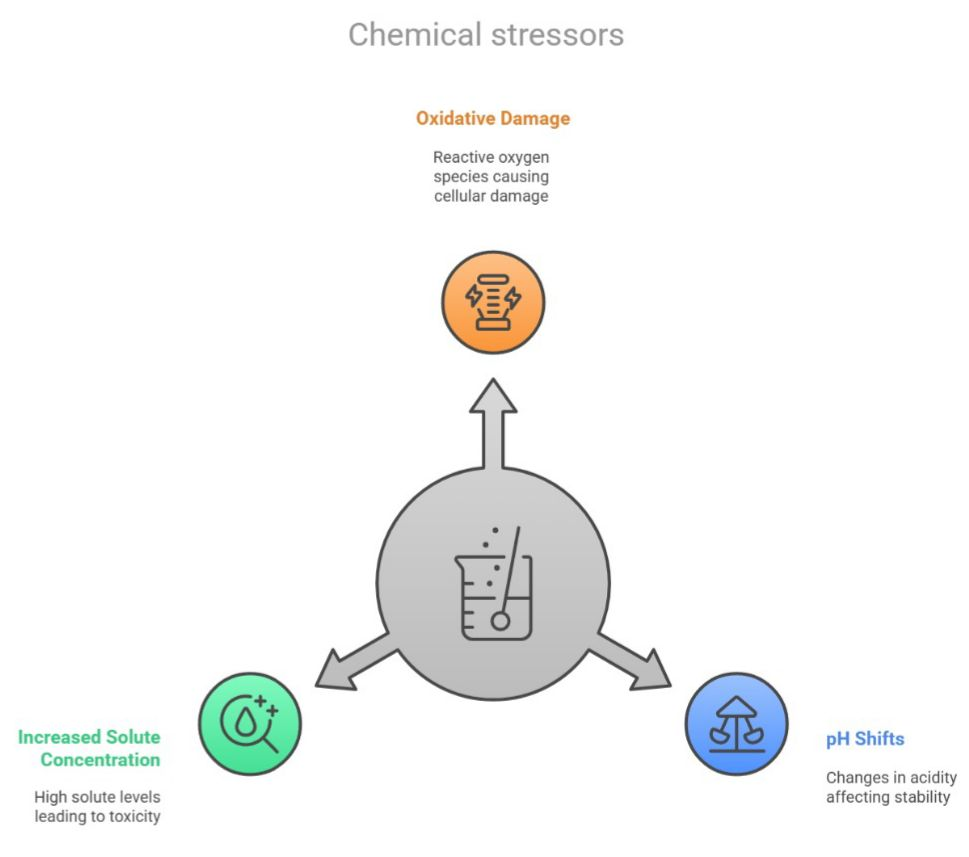 Chemical stressors
Oxidative Damage
Reactive oxygen
species causing
cellular damage
Increased Solute
Concentration
High solute levels
leading to toxicity
pH Shifts
Changes in acidity
affecting stability